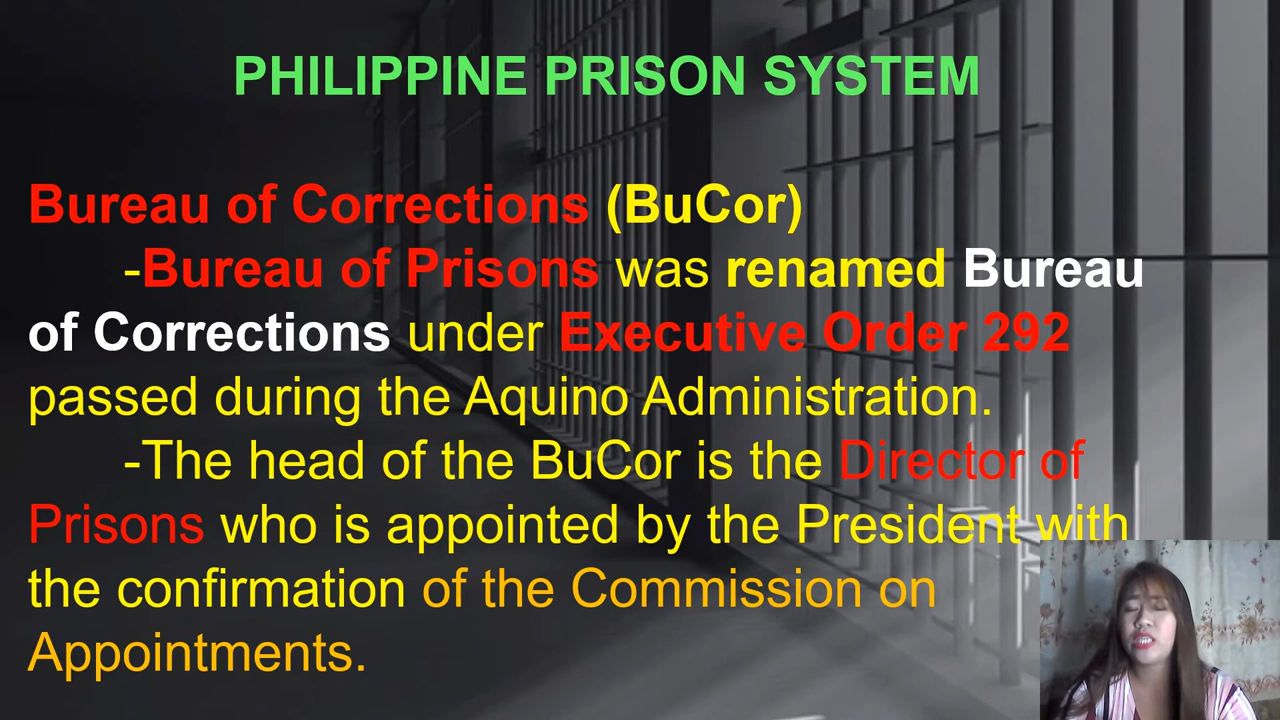 PHILIPPINE PRISON SYSTEM
Bureau of Corrections (BuCor)
-Bureau of Prisons was renamed Bureau
of Corrections under Executive Order 292
passed during the Aquino Administration.
-The head of the BuCor is the Director of
Prisons who is appointed by the President with
the confirmation of the Commission on
Appointments.